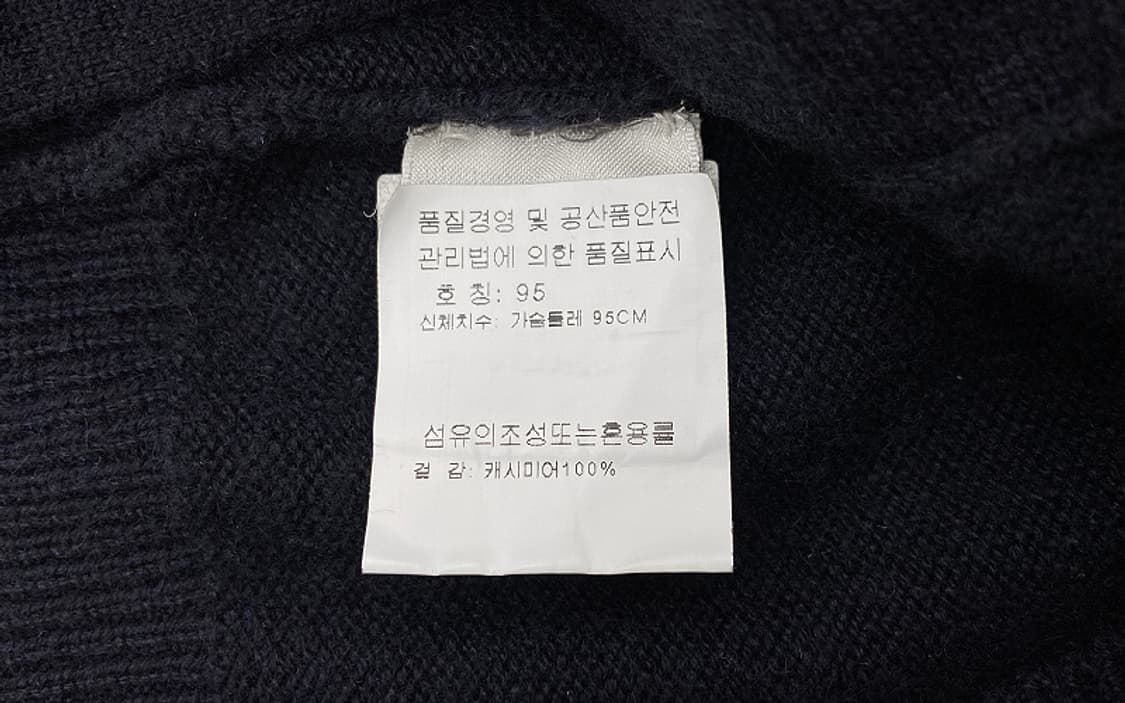 품질경영 및 공산품안전
관리법에 의한 품질표시
호 칭: 95
신체치수: 가슴둘레 95CM
섬유의조성또는혼용률
겉 감: 캐시미어100%